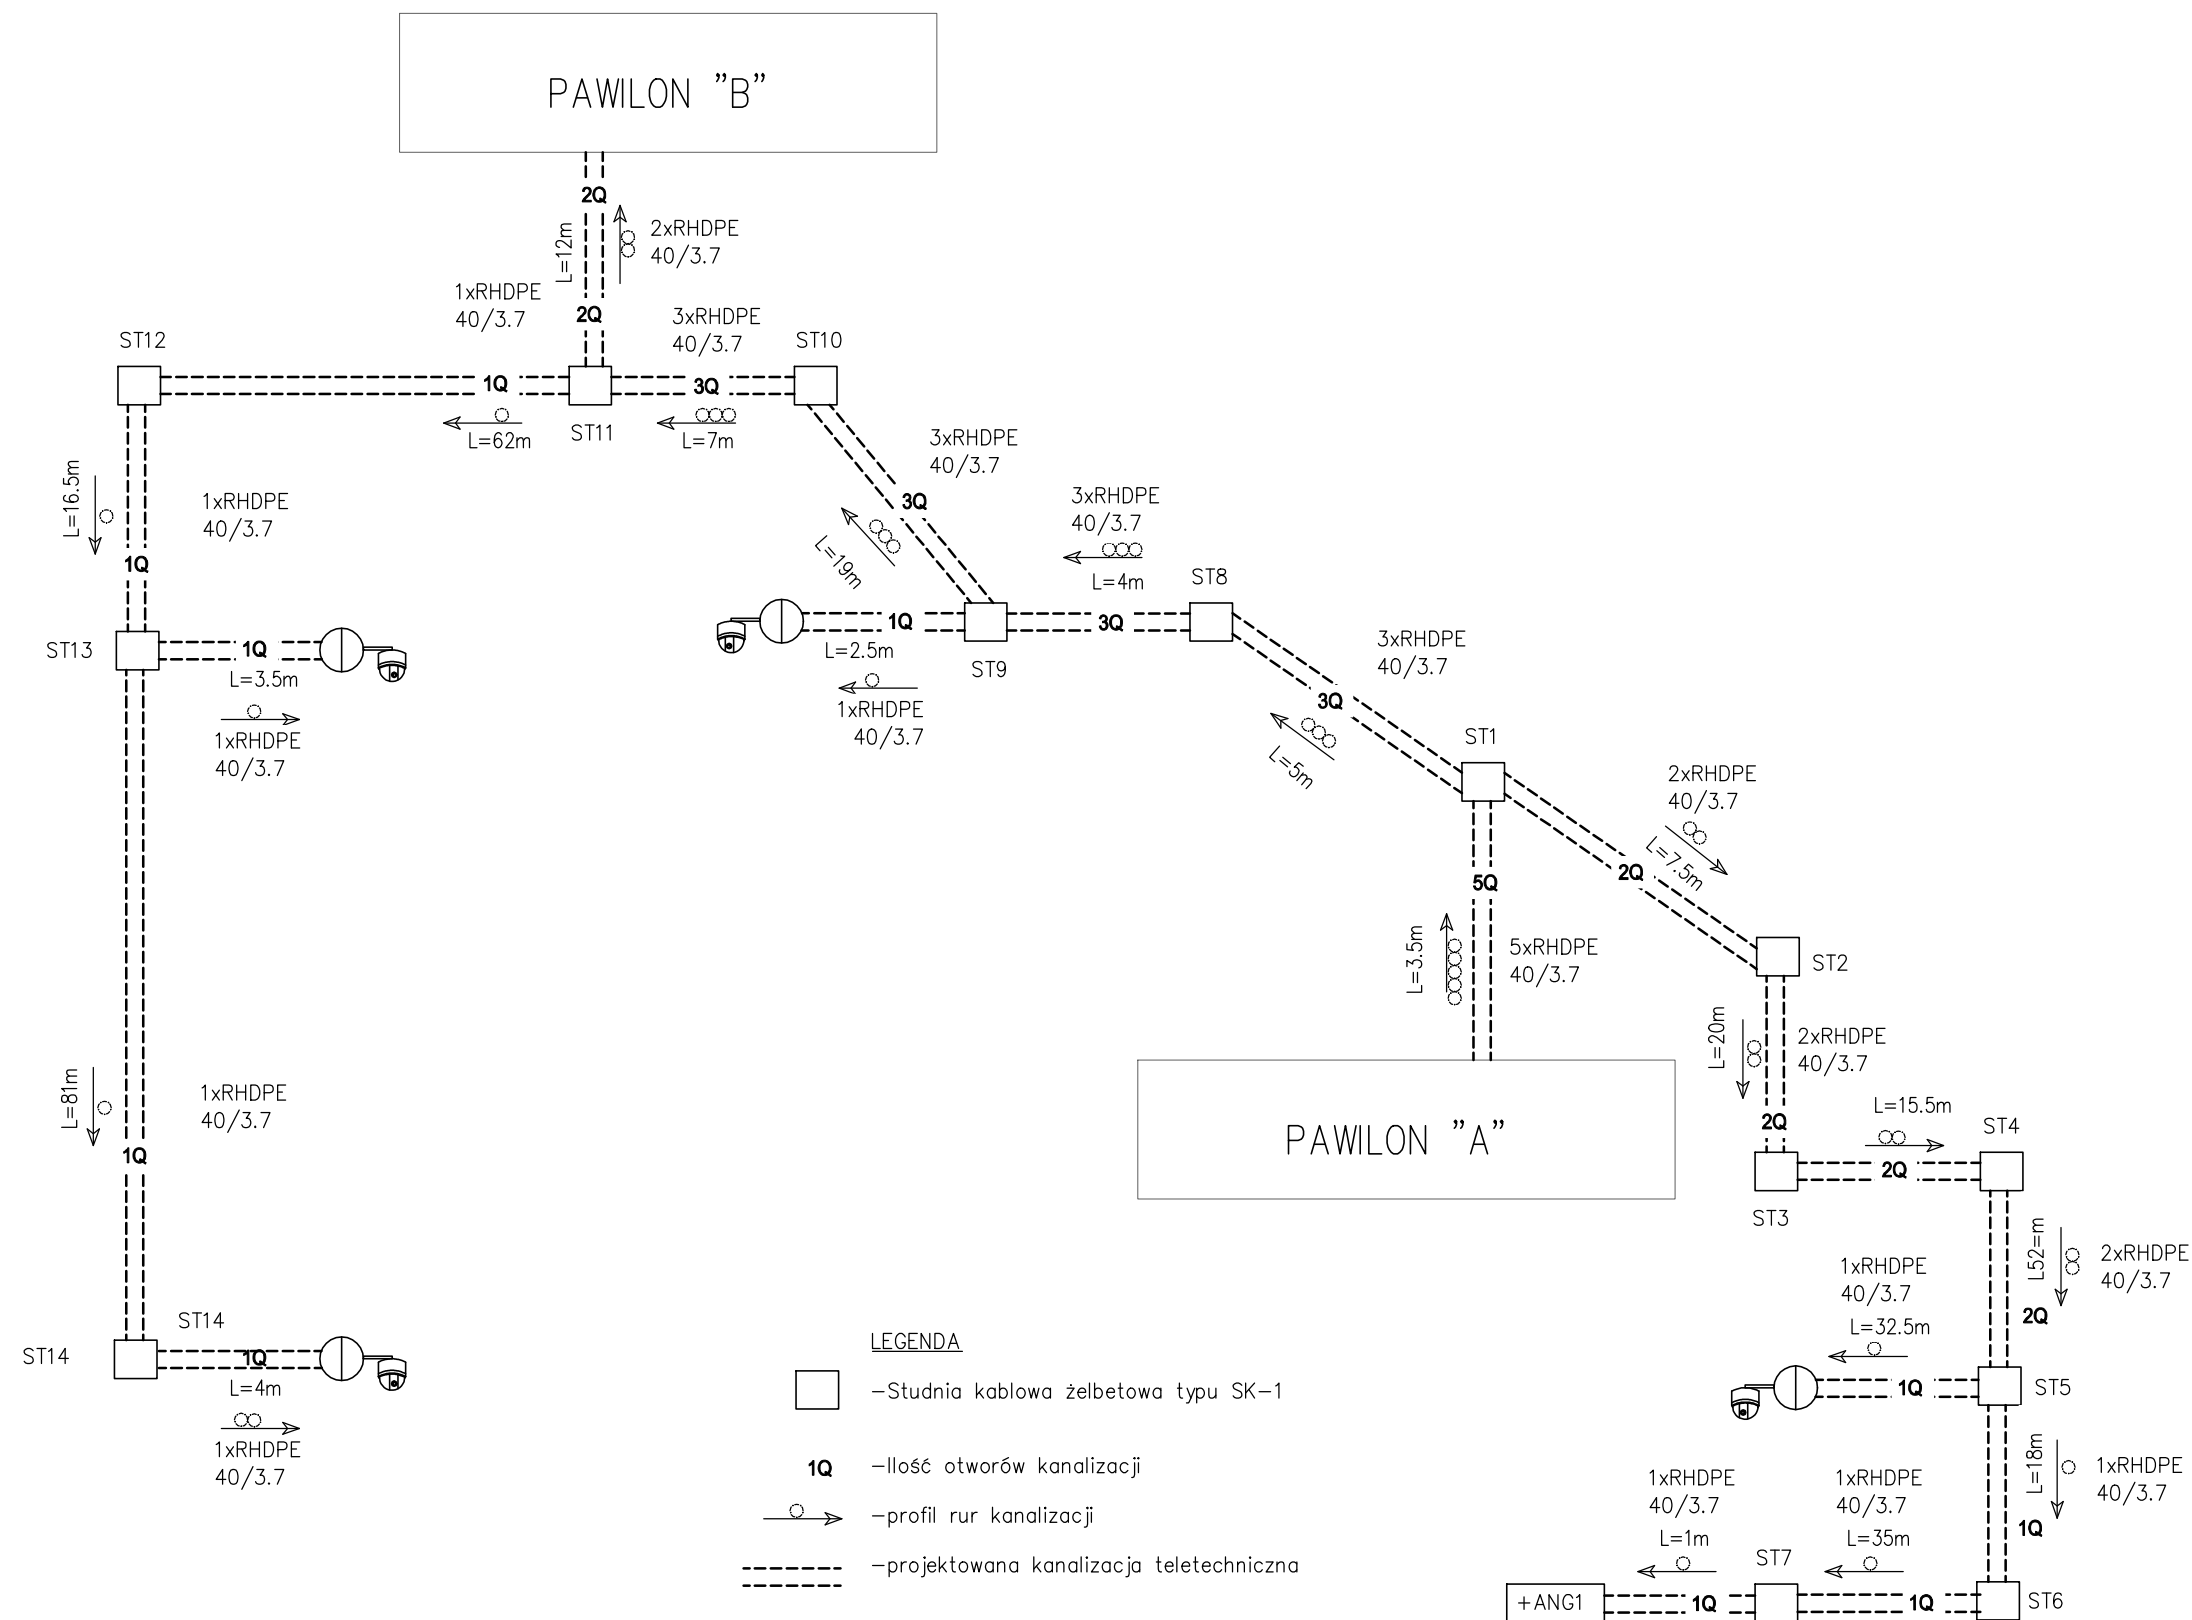 PAWILON "B"
2Q
L=12m
2xRHDPE
40/3.7
2Q
1xRHDPE
40/3.7
3xRHDPE
40/3.7
ST12
ST10
1Q
3Q
L=62m
ST11
L=7m
3xRHDPE
40/3.7
3Q
L=19m
L=16.5m
1xRHDPE
40/3.7
1Q
3xRHDPE
40/3.7
L=4m
ST8
ST13
1Q
L=3.5m
1xRHDPE
40/3.7
1Q
L=2.5m
ST9
1xRHDPE
40/3.7
3Q
3xRHDPE
40/3.7
3Q
L=5m
ST1
2xRHDPE
40/3.7
L=7.5m
2Q
5Q
L=3.5m
5xRHDPE
40/3.7
ST2
L=20m
2xRHDPE
40/3.7
2Q
PAWILON "A"
L=15.5m
ST4
2Q
ST3
L=81m
1xRHDPE
40/3.7
1Q
L52=m
2xRHDPE
40/3.7
2Q
1xRHDPE
40/3.7
L=32.5m
1Q
ST5
ST14
ST14
1Q
L=4m
1xRHDPE
40/3.7
L=18m
1xRHDPE
40/3.7
1Q
1xRHDPE
40/3.7
L=1m
1xRHDPE
40/3.7
L=35m
ST7
+ANG1
1Q
1Q
ST6
LEGENDA
-Studnia kablowa żelbetowa typu SK-1
1Q -Ilość otworów kanalizacji
-profil rur kanalizacji
-projektowana kanalizacja teletechniczna